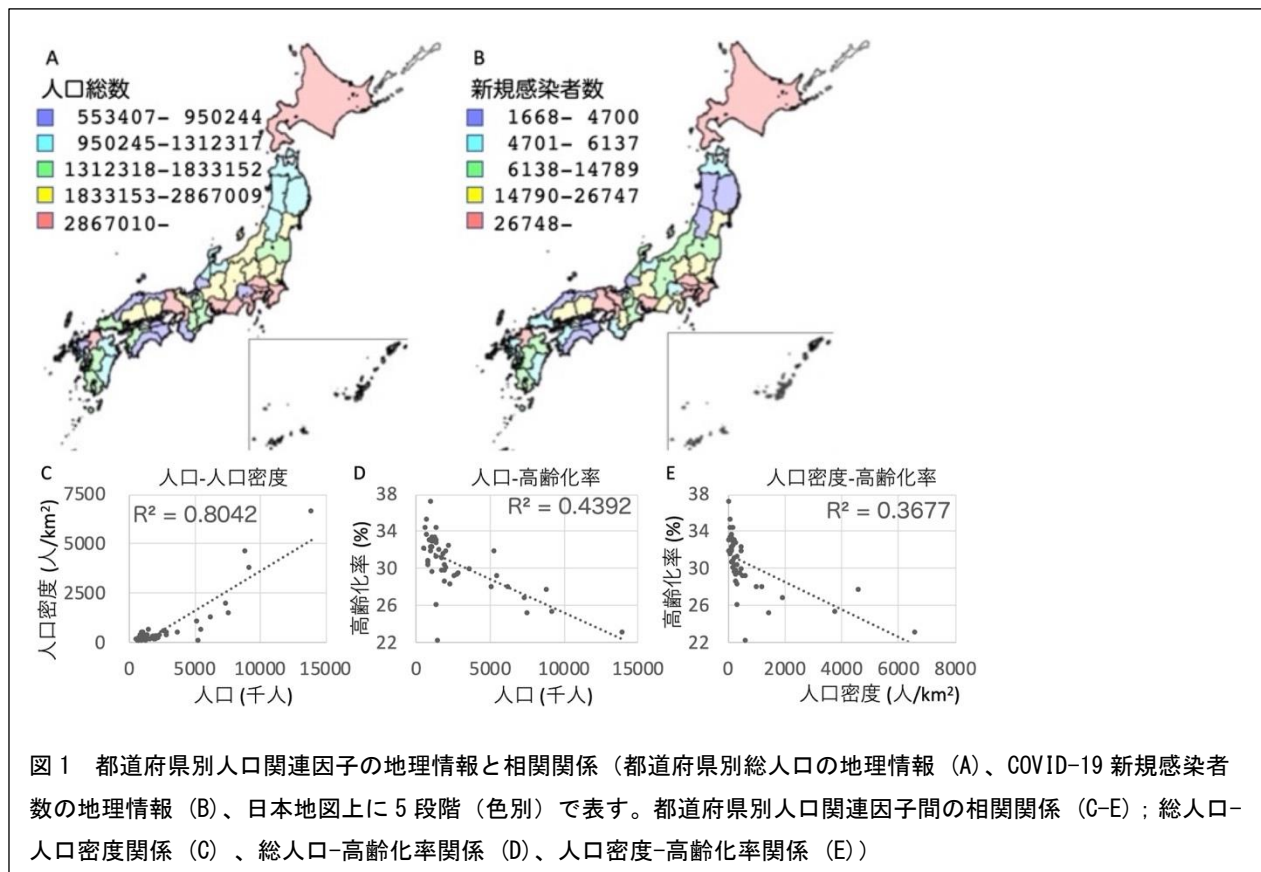 A
人口総数
553407- 950244
950245-1312317
1312318-1833152
1833153-2867009
2867010-
B
新規感染者数
1668- 4700
4701- 6137
6138-14789
14790-26747
26748-
C
人口-人口密度
R² = 0.8042
7500
5000
2500
0
人口密度 (人/km²)
0 5000 10000 15000
人口 (千人)
D
人口-高齢化率
R² = 0.4392
38
34
30
26
22
高齢化率 (%)
0 5000 10000 15000
人口 (千人)
E
人口密度-高齢化率
R² = 0.3677
38
34
30
26
22
高齢化率 (%)
0 2000 4000 6000 8000
人口密度 (人/km²)
図 1 都道府県別人口関連因子の地理情報と相関関係（都道府県別総人口の地理情報 (A)、COVID-19 新規感染者
数の地理情報 (B)、日本地図上に 5 段階（色別）で表す。都道府県別人口関連因子間の相関関係 (C-E)；総人口-
人口密度関係 (C) 、総人口-高齢化率関係 (D)、人口密度-高齢化率関係 (E)）